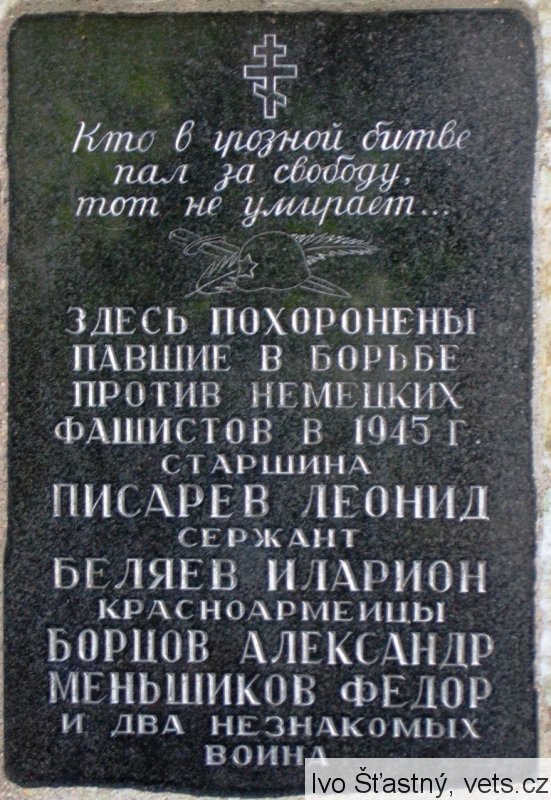 Кто в грозной битве
пал за свободу,
тот не умирает...
ЗДЕСЬ ПОХОРОНЕНЫ
ПАВШИЕ В БОРЬБЕ
ПРОТИВ НЕМЕЦКИХ
ФАШИСТОВ В 1945 Г.
СТАРШИНА
ПИСАРЕВ ЛЕОНИД
СЕРЖАНТ
БЕЛЯЕВ ИЛАРИОН
КРАСНОАРМЕИЦЫ
БОРЦОВ АЛЕКСАНДР
МЕНЬШИКОВ ФЕДОР
И ДВА НЕЗНАКОМЫХ
ВОИНА
Ivo Šťastný, vets.cz